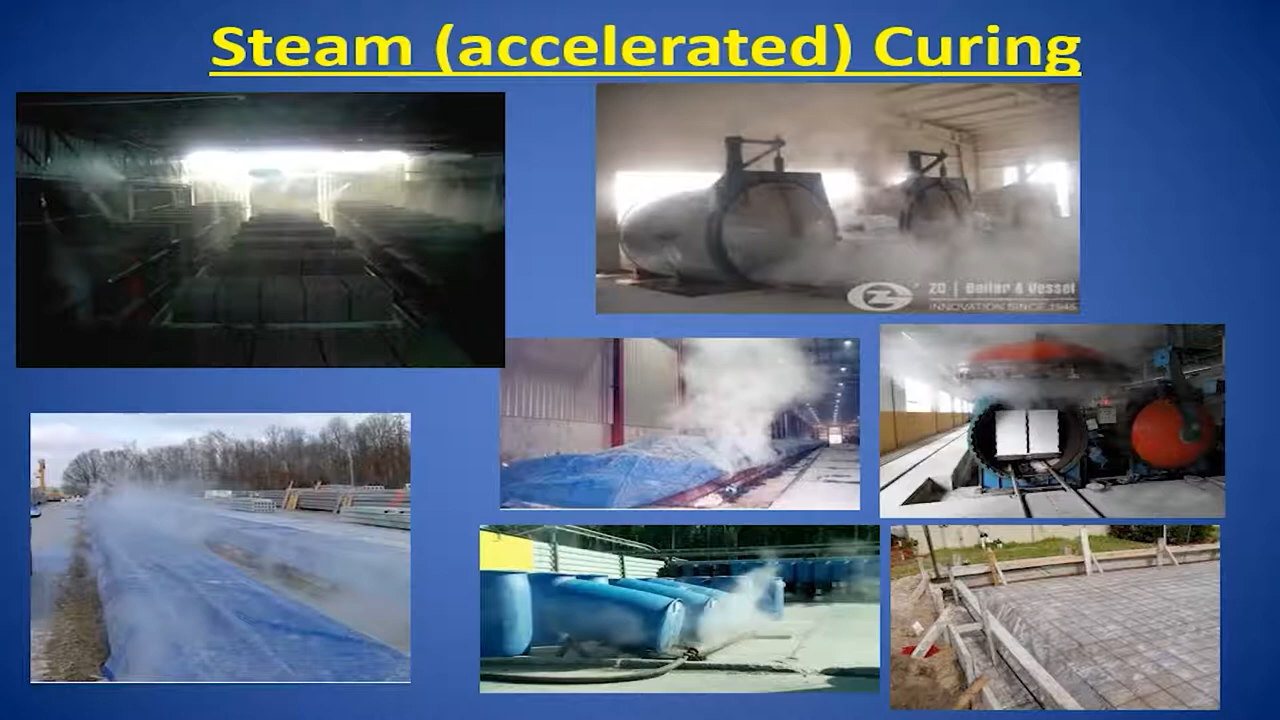 Steam (accelerated) Curing
ZG | Boiler & Vessel
INNOVATION SINCE 1945